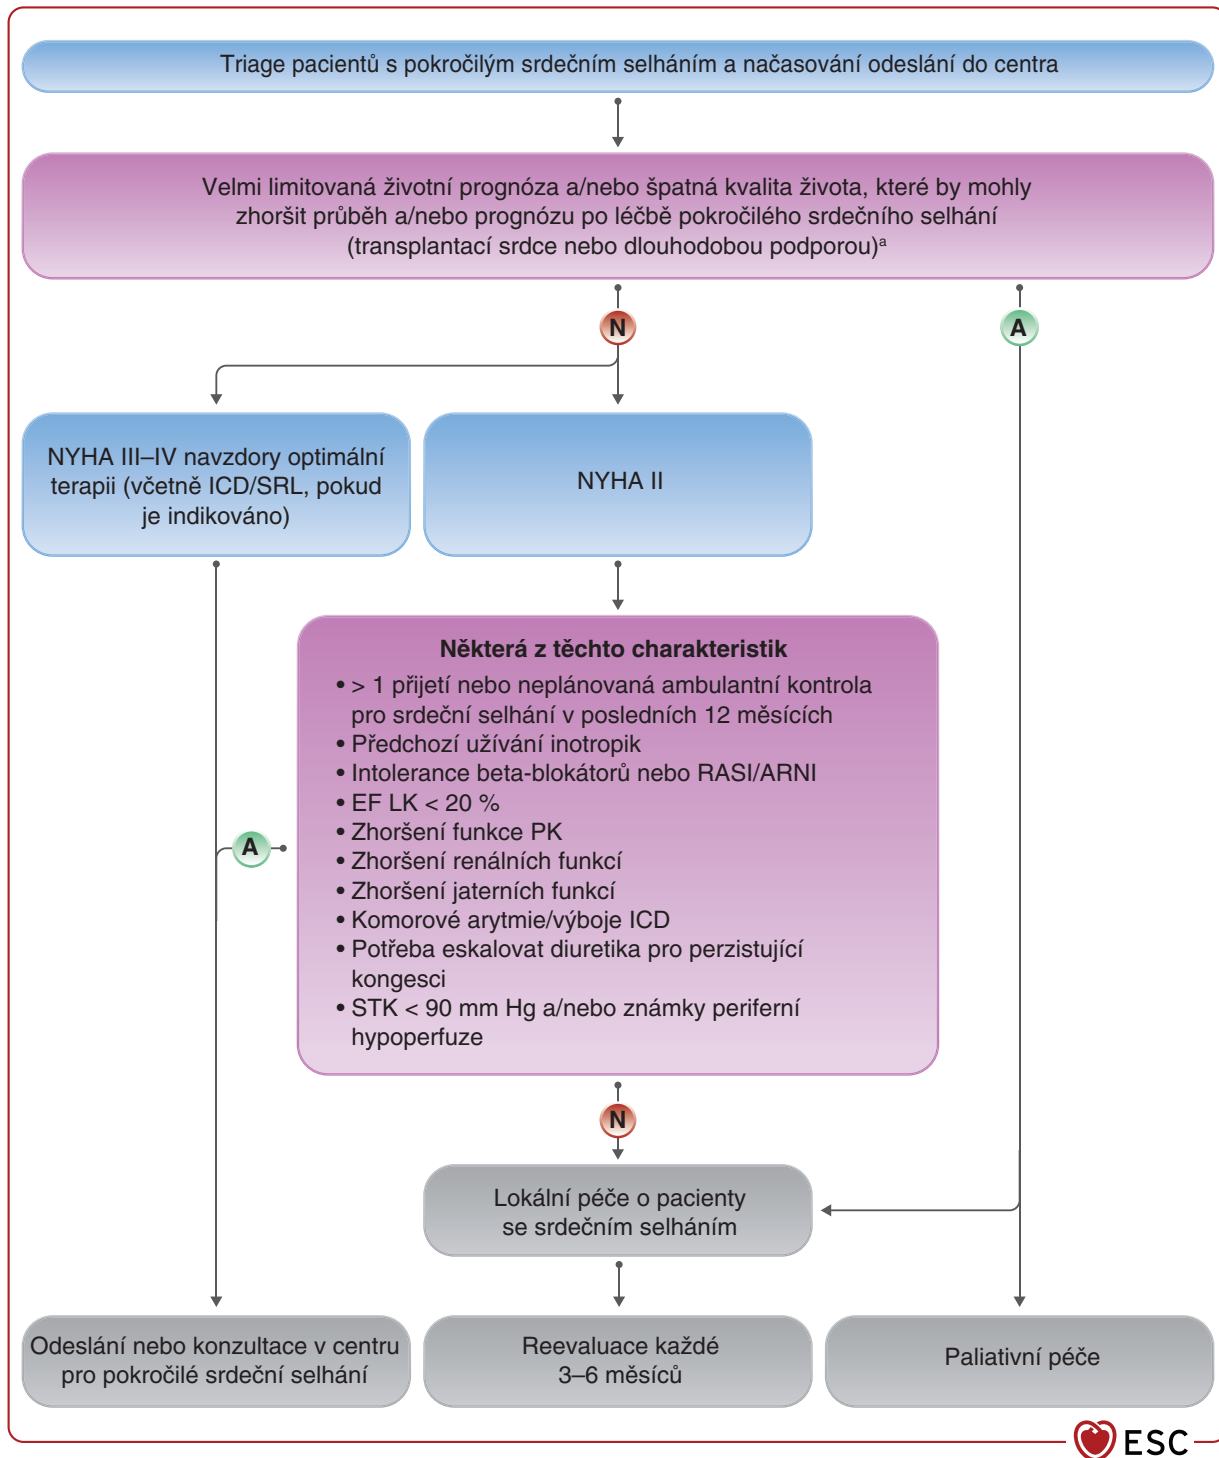 Triage pacientů s pokročilým srdečním selháním a načasování odeslání do centra
Velmi limitovaná životní prognóza a/nebo špatná kvalita života, které by mohly
zhoršit průběh a/nebo prognózu po léčbě pokročilého srdečního selhání
(transplantací srdce nebo dlouhodobou podporou)ᵃ
N
A
NYHA III–IV navzdory optimální
terapii (včetně ICD/SRL, pokud
je indikováno)
NYHA II
Některá z těchto charakteristik
• > 1 přijetí nebo neplánovaná ambulantní kontrola
pro srdeční selhání v posledních 12 měsících
• Předchozí užívání inotropik
• Intolerance beta-blokátorů nebo RASI/ARNI
• EF LK < 20 %
• Zhoršení funkce PK
• Zhoršení renálních funkcí
• Zhoršení jaterních funkcí
• Komorové arytmie/výboje ICD
• Potřeba eskalovat diuretika pro perzistující
kongesci
• STK < 90 mm Hg a/nebo známky periferní
hypoperfuze
A
N
Lokální péče o pacienty
se srdečním selháním
Odeslání nebo konzultace v centru
pro pokročilé srdeční selhání
Reevaluace každé
3–6 měsíců
Paliativní péče
ESC